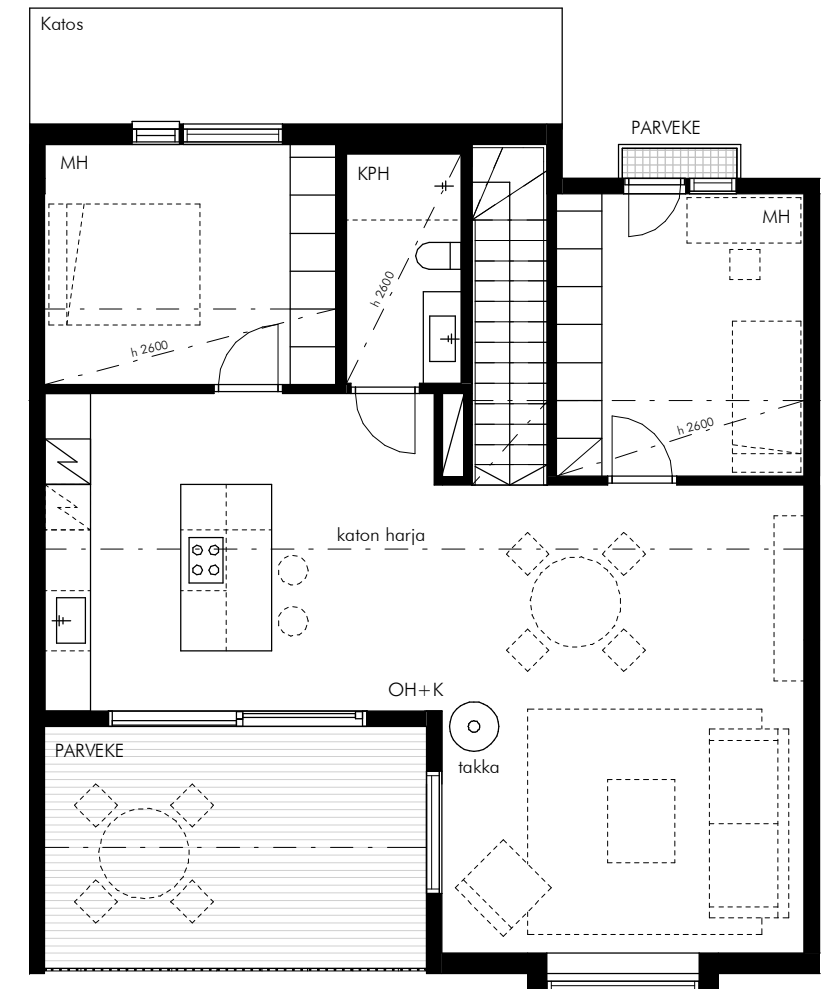 Katos
PARVEKE
MH
KPH
MH
h 2600
h 2600
h 2600
katon harja
OH+K
PARVEKE
takka